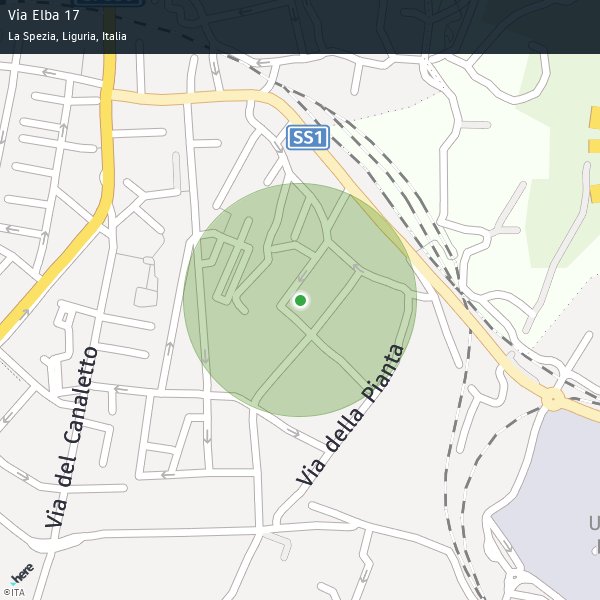 Via Elba 17
La Spezia, Liguria, Italia
SS1
Via del Canaletto
Via della Pianta
U
here
©ITA